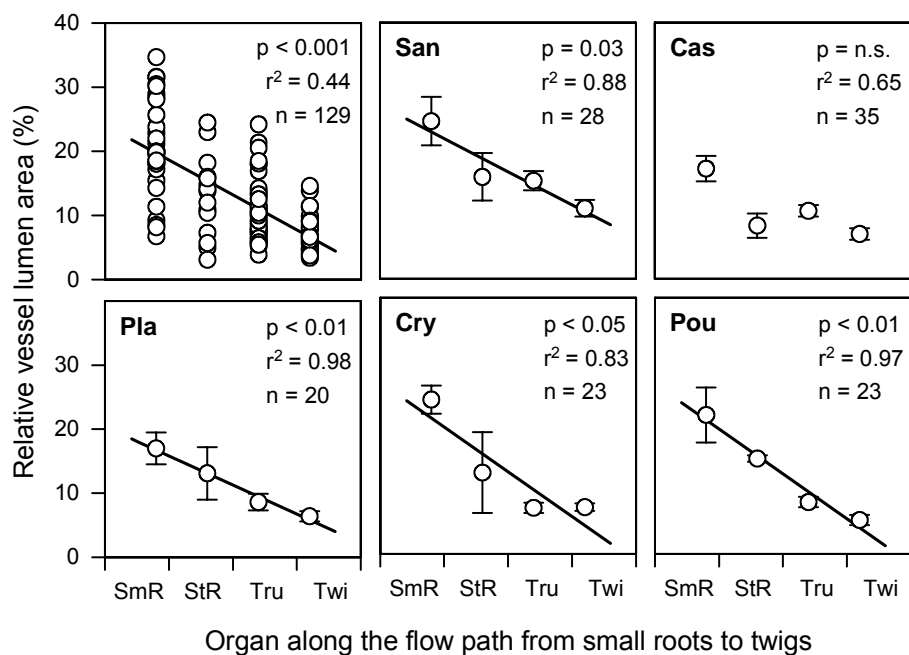 Relative vessel lumen area (%)
40
30
20
10
0
p < 0.001
r² = 0.44
n = 129
San
p = 0.03
r² = 0.88
n = 28
Cas
p = n.s.
r² = 0.65
n = 35
30
20
10
0
Pla
p < 0.01
r² = 0.98
n = 20
Cry
p < 0.05
r² = 0.83
n = 23
Pou
p < 0.01
r² = 0.97
n = 23
SmR StR Tru Twi
SmR StR Tru Twi
SmR StR Tru Twi
Organ along the flow path from small roots to twigs